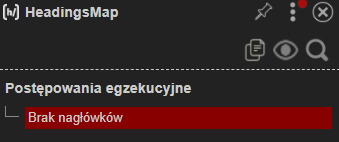 [h/] HeadingsMap
Postępowania egzekucyjne
Brak nagłówków